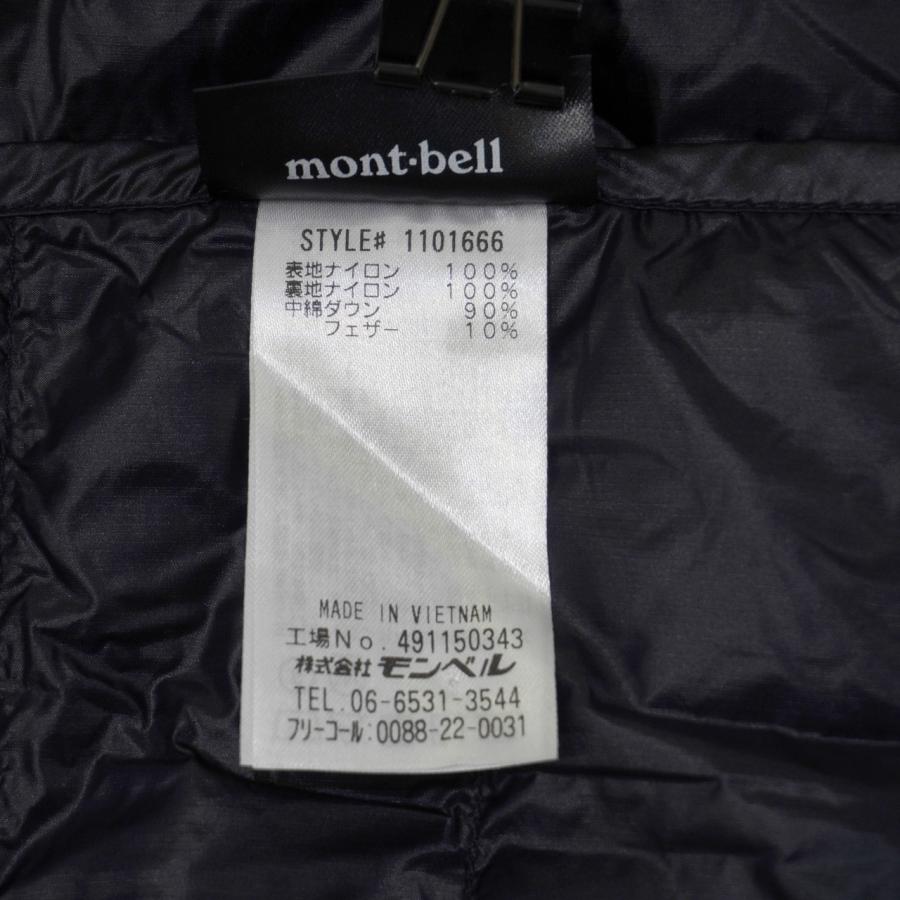 mont·bell
STYLE# 1101666
表地ナイロン 100%
裏地ナイロン 100%
中綿ダウン 90%
フェザー 10%
MADE IN VIETNAM
工場No. 491150343
株式会社 モンベル
TEL.06-6531-3544
フリーコール:0088-22-0031